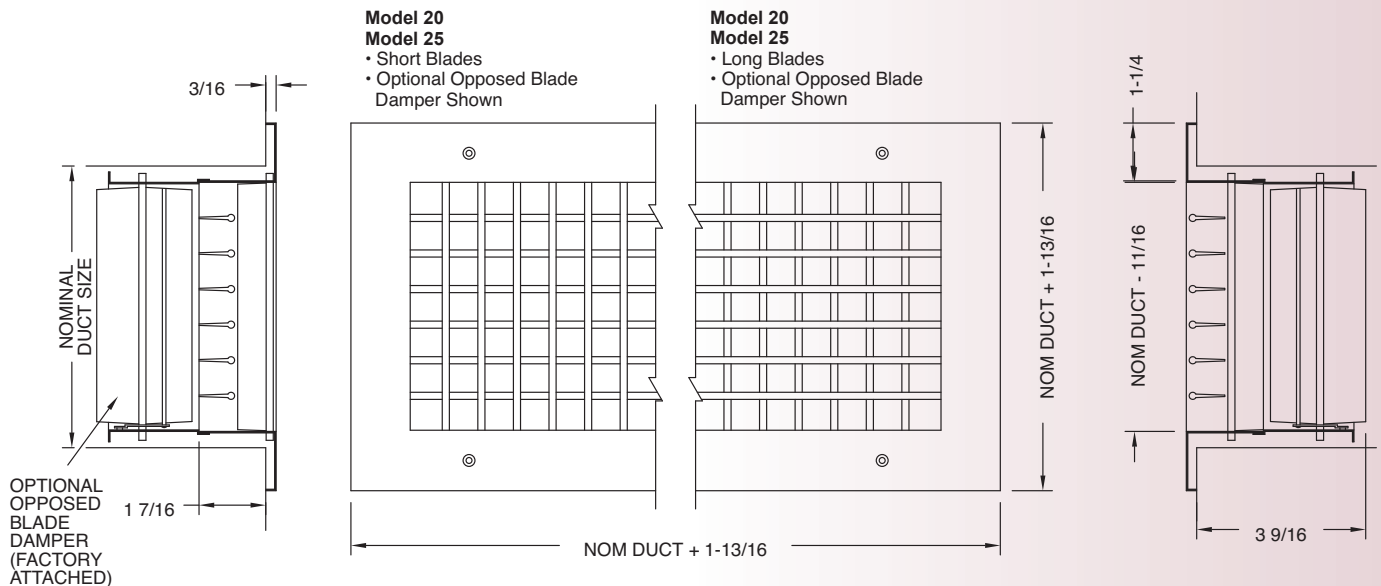 Model 20
Model 25
• Short Blades
• Optional Opposed Blade
Damper Shown
Model 20
Model 25
• Long Blades
• Optional Opposed Blade
Damper Shown
3/16
1-1/4
NOMINAL
DUCT SIZE
NOM DUCT + 1-13/16
NOM DUCT - 11/16
OPTIONAL
OPPOSED
BLADE
DAMPER
(FACTORY
ATTACHED)
1 7/16
NOM DUCT + 1-13/16
3 9/16